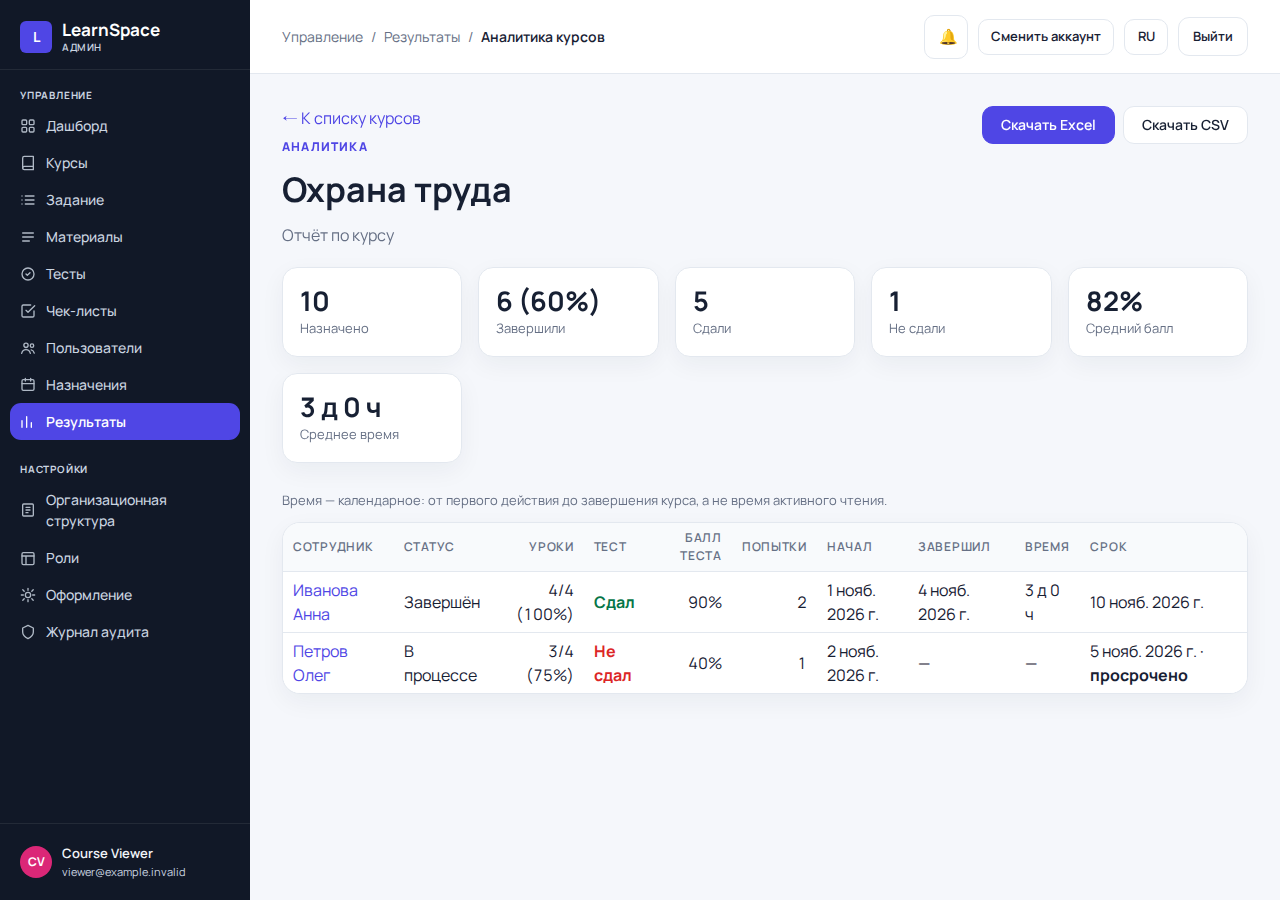 L
LearnSpace
АДМИН
УПРАВЛЕНИЕ
Дашборд
Курсы
Задание
Материалы
Тесты
Чек-листы
Пользователи
Назначения
Результаты
НАСТРОЙКИ
Организационная
структура
Роли
Оформление
Журнал аудита
CV
Course Viewer
viewer@example.invalid
Управление / Результаты / Аналитика курсов
Сменить аккаунт
RU
Выйти
← К списку курсов
Скачать Excel
Скачать CSV
АНАЛИТИКА
Охрана труда
Отчёт по курсу
10
Назначено
6 (60%)
Завершили
5
Сдали
1
Не сдали
82%
Средний балл
3 д 0 ч
Среднее время
Время — календарное: от первого действия до завершения курса, а не время активного чтения.
СОТРУДНИК СТАТУС УРОКИ ТЕСТ БАЛЛ ТЕСТА ПОПЫТКИ НАЧАЛ ЗАВЕРШИЛ ВРЕМЯ СРОК
Иванова Анна Завершён 4/4 (100%) Сдал 90% 2 1 нояб. 2026 г. 4 нояб. 2026 г. 3 д 0 ч 10 нояб. 2026 г.
Петров Олег В процессе 3/4 (75%) Не сдал 40% 1 2 нояб. 2026 г. — — 5 нояб. 2026 г. · просрочено